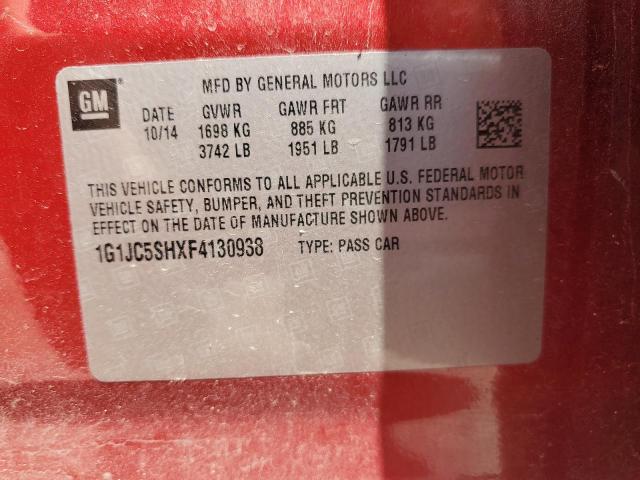 GM
MFD BY GENERAL MOTORS LLC
DATE GVWR GAWR FRT GAWR RR
10/14 1698 KG 885 KG 813 KG
3742 LB 1951 LB 1791 LB
THIS VEHICLE CONFORMS TO ALL APPLICABLE U.S. FEDERAL MOTOR
VEHICLE SAFETY, BUMPER, AND THEFT PREVENTION STANDARDS IN
EFFECT ON THE DATE OF MANUFACTURE SHOWN ABOVE.
1G1JC5SHXF4130938 TYPE: PASS CAR